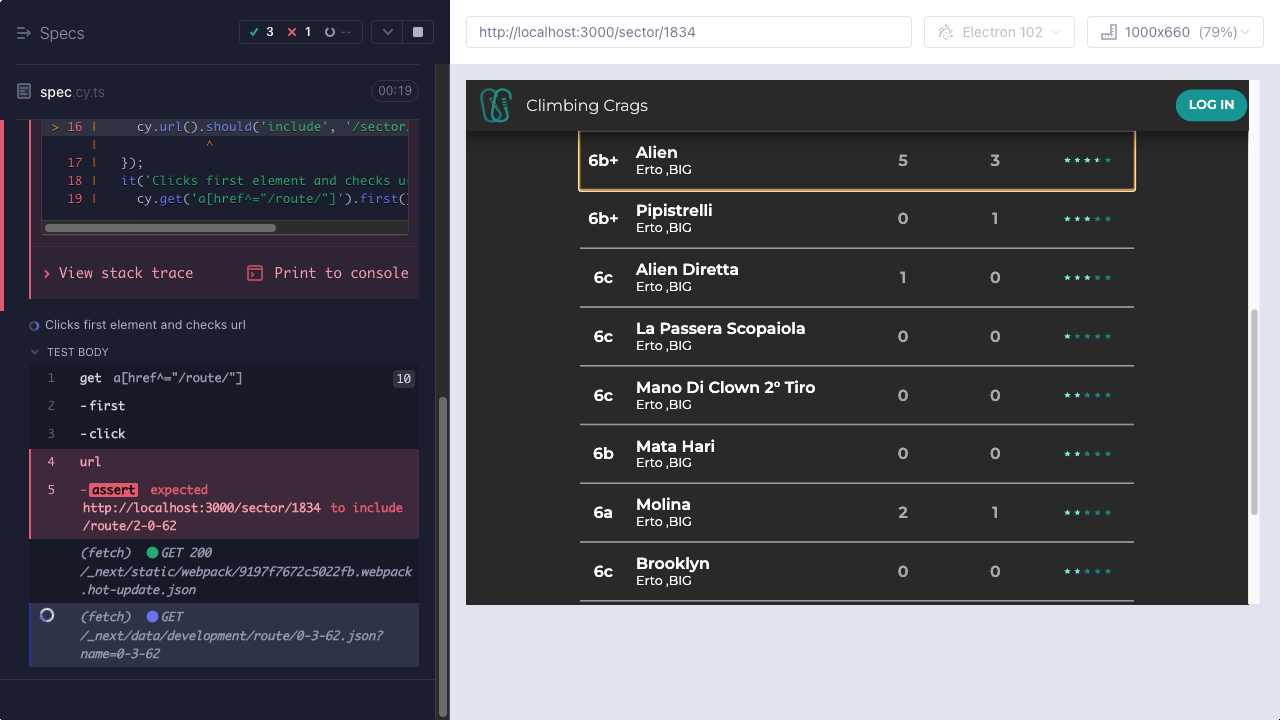 Specs
3 1 --
http://localhost:3000/sector/1834
Electron 102
1000x660 (79%)
spec.cy.ts
00:19
> 16 | cy.url().should('include', '/sector
| ^
17 | });
18 | it('Clicks first element and checks u
19 | cy.get('a[href^="/route/"]').first()
View stack trace
Print to console
Clicks first element and checks url
TEST BODY
1 get a[href^="/route/"] 10
2 -first
3 -click
4 url
5 -assert expected
http://localhost:3000/sector/1834 to include
/route/2-0-62
(fetch) GET 200
/_next/static/webpack/9197f7672c5022fb.webpack
.hot-update.json
(fetch) GET
/_next/data/development/route/0-3-62.json?
name=0-3-62
Climbing Crags
LOG IN
6b+ Alien 5 3
Erto ,BIG
6b+ Pipistrelli 0 1
Erto ,BIG
6c Alien Diretta 1 0
Erto ,BIG
6c La Passera Scopaiola 0 0
Erto ,BIG
6c Mano Di Clown 2° Tiro 0 0
Erto ,BIG
6b Mata Hari 0 0
Erto ,BIG
6a Molina 2 1
Erto ,BIG
6c Brooklyn 0 0
Erto ,BIG